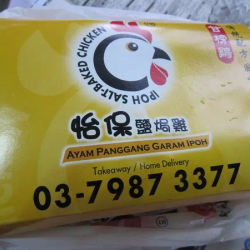 IPOH SALT-BAKED CHICKEN
怡保鹽焗雞
AYAM PANGGANG GARAM IPOH
Takeaway / Home Delivery
03-7987 3377